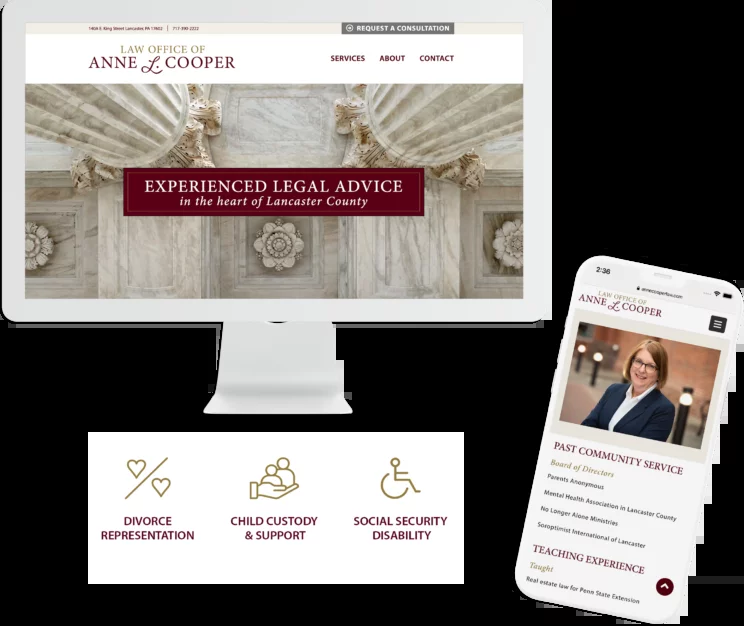 140A E. King Street Lancaster, PA 17602 | 717-399-2232
REQUEST A CONSULTATION
LAW OFFICE OF
ANNE L. COOPER
SERVICES ABOUT CONTACT
EXPERIENCED LEGAL ADVICE
in the heart of Lancaster County
DIVORCE
REPRESENTATION
CHILD CUSTODY
& SUPPORT
SOCIAL SECURITY
DISABILITY
2:36
annecooperlaw.com
LAW OFFICE OF
ANNE L. COOPER
PAST COMMUNITY SERVICE
Board of Directors
Parents Anonymous
Mental Health Association in Lancaster County
No Longer Alone Ministries
Soroptimist International of Lancaster
TEACHING EXPERIENCE
Taught
Real estate law for Penn State Extension